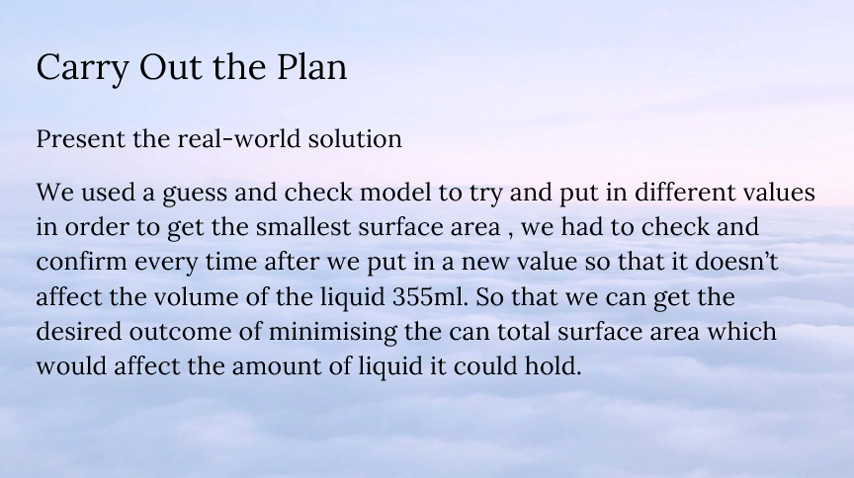 Carry Out the Plan
Present the real-world solution
We used a guess and check model to try and put in different values
in order to get the smallest surface area , we had to check and
confirm every time after we put in a new value so that it doesn’t
affect the volume of the liquid 355ml. So that we can get the
desired outcome of minimising the can total surface area which
would affect the amount of liquid it could hold.